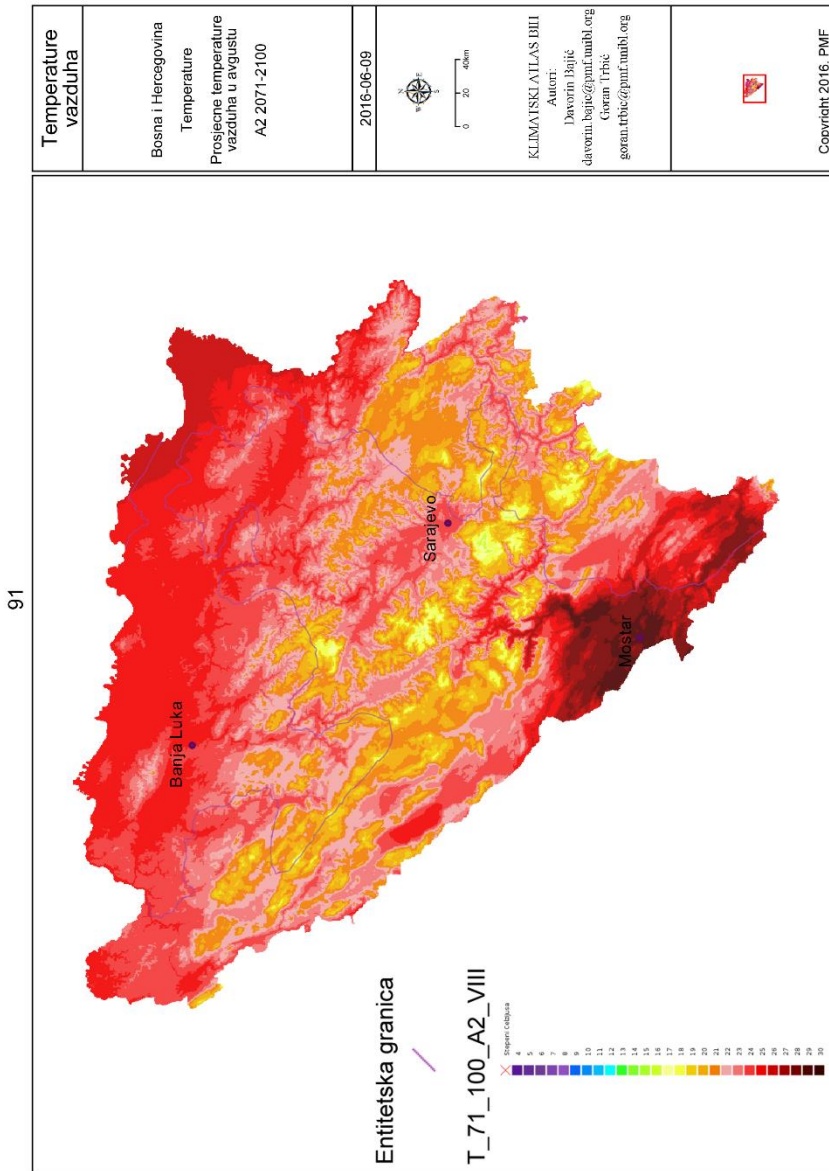 91
Temperature
vazduha
Bosna i Hercegovina
Temperature
Prosjecne temperature
vazduha u avgustu
A2 2071-2100
2016-06-09
N
W
E
S
0 20 40km
KLIMATSKI ATLAS BIH
Autori:
Davorin Bajić
davorin.bajic@pmf.unibl.org
Goran Trbić
goran.trbic@pmf.unibl.org
Copyright 2016. PMF
Banja Luka
Sarajevo
Mostar
Entitetska granica
T_71_100_A2_VIII
Stepeni Celzijusa
4
5
6
7
8
9
10
11
12
13
14
15
16
17
18
19
20
21
22
23
24
25
26
27
28
29
30